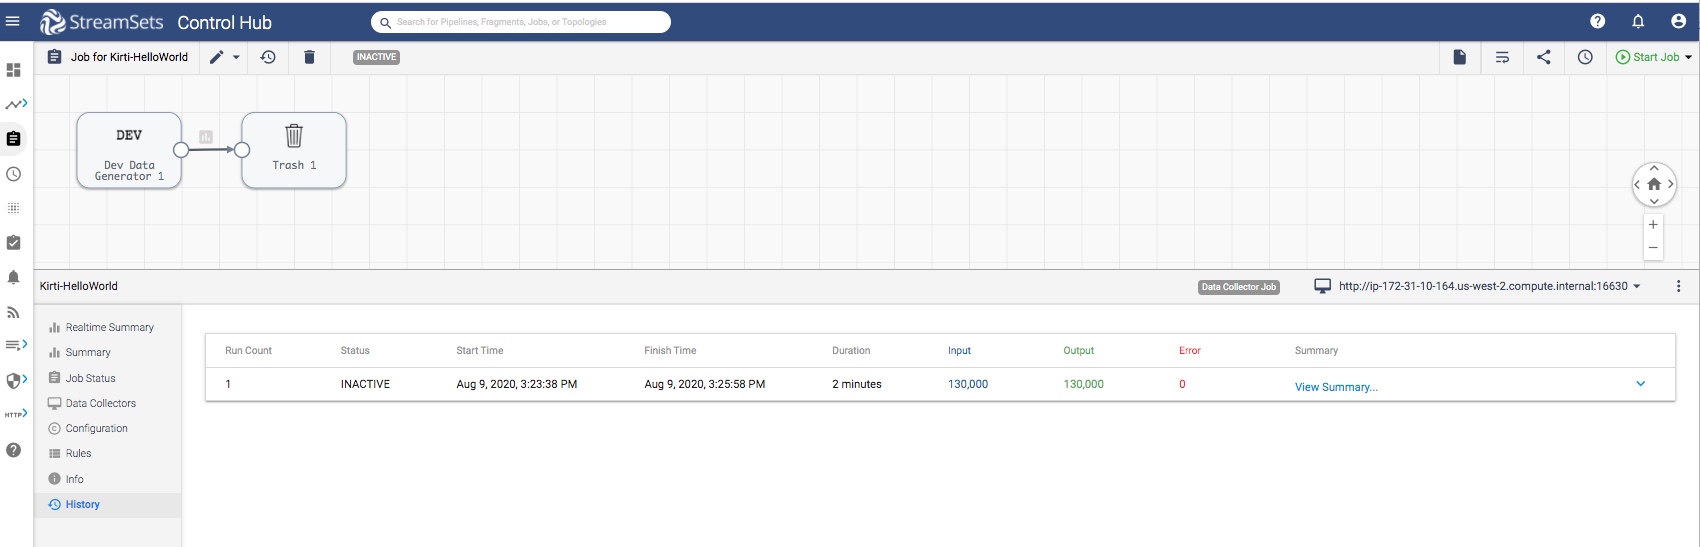 StreamSets Control Hub
Search for Pipelines, Fragments, Jobs, or Topologies
Job for Kirti-HelloWorld
INACTIVE
Start Job
DEV
Dev Data
Generator 1
Trash 1
Kirti-HelloWorld
Data Collector Job
http://ip-172-31-10-164.us-west-2.compute.internal:16630
HTTP
Realtime Summary
Summary
Job Status
Data Collectors
Configuration
Rules
Info
History
Run Count Status Start Time Finish Time Duration Input Output Error Summary
1 INACTIVE Aug 9, 2020, 3:23:38 PM Aug 9, 2020, 3:25:58 PM 2 minutes 130,000 130,000 0 View Summary...